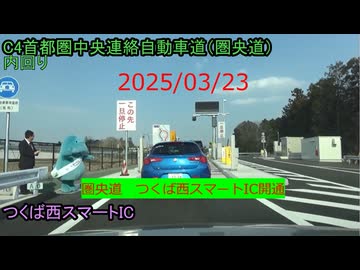 C4首都圏中央連絡自動車道(圏央道)
内回り
2025/03/23
この先
一旦停止
圏央道 つくば西スマートIC開通
つくば西スマートIC